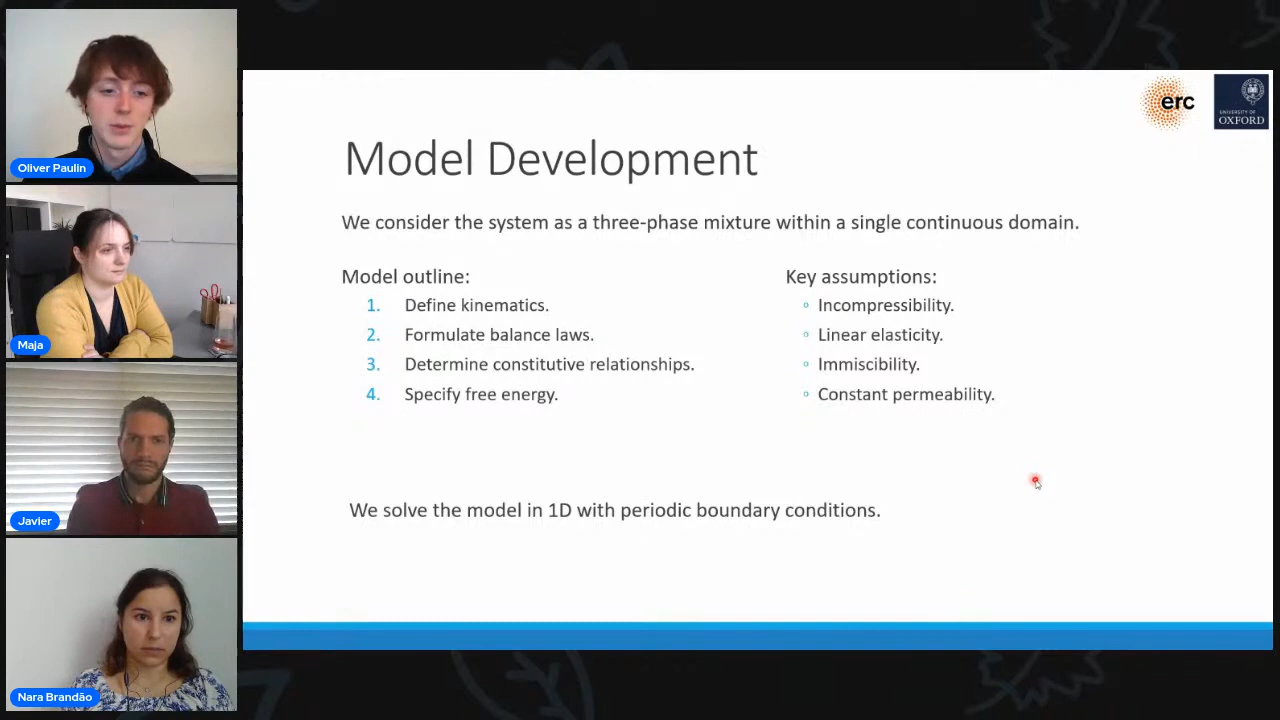 Oliver Paulin
Maja
Javier
Nara Brandão
erc
UNIVERSITY OF
OXFORD
Model Development
We consider the system as a three-phase mixture within a single continuous domain.
Model outline:
1. Define kinematics.
2. Formulate balance laws.
3. Determine constitutive relationships.
4. Specify free energy.
Key assumptions:
◦ Incompressibility.
◦ Linear elasticity.
◦ Immiscibility.
◦ Constant permeability.
We solve the model in 1D with periodic boundary conditions.